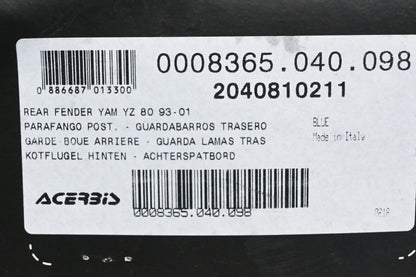 0008365.040.098
0 886687 013300
2040810211
REAR FENDER YAM YZ 80 93-01
PARAFANGO POST. - GUARDABARROS TRASERO
BLUE
GARDE-BOUE ARRIERE - GUARDA LAMAS TRAS
Made in Italy
KOTFLUGEL HINTEN - ACHTERSPATBORD
ACERBIS
0008365.040.098